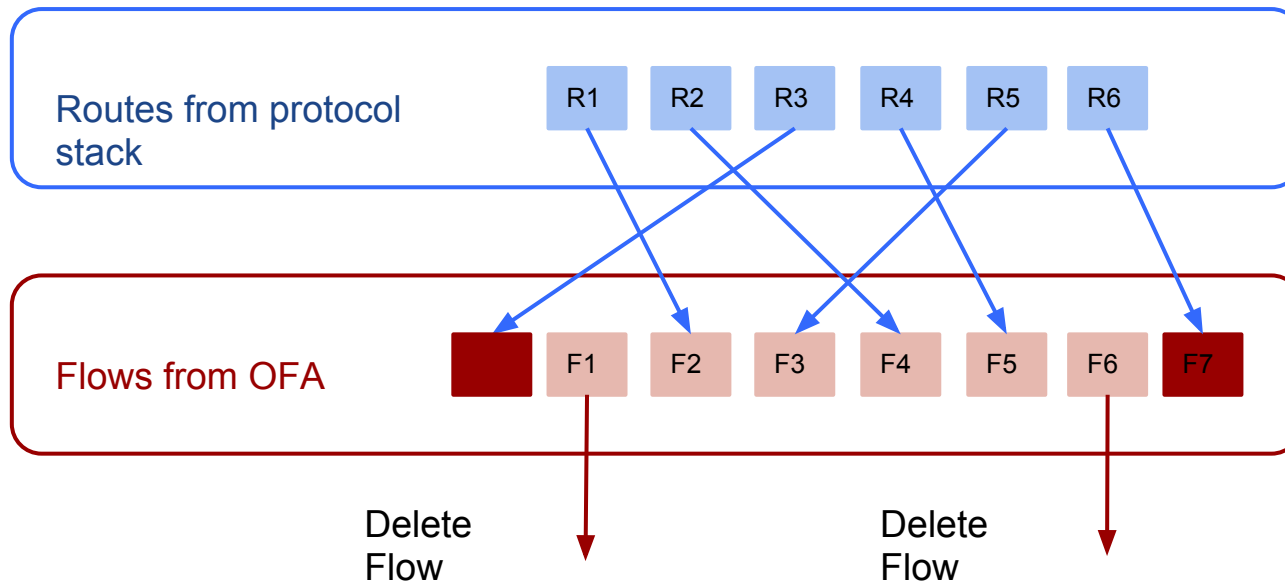 Routes from protocol
stack
R1 R2 R3 R4 R5 R6
Flows from OFA
F1 F2 F3 F4 F5 F6 F7
Delete
Flow
Delete
Flow